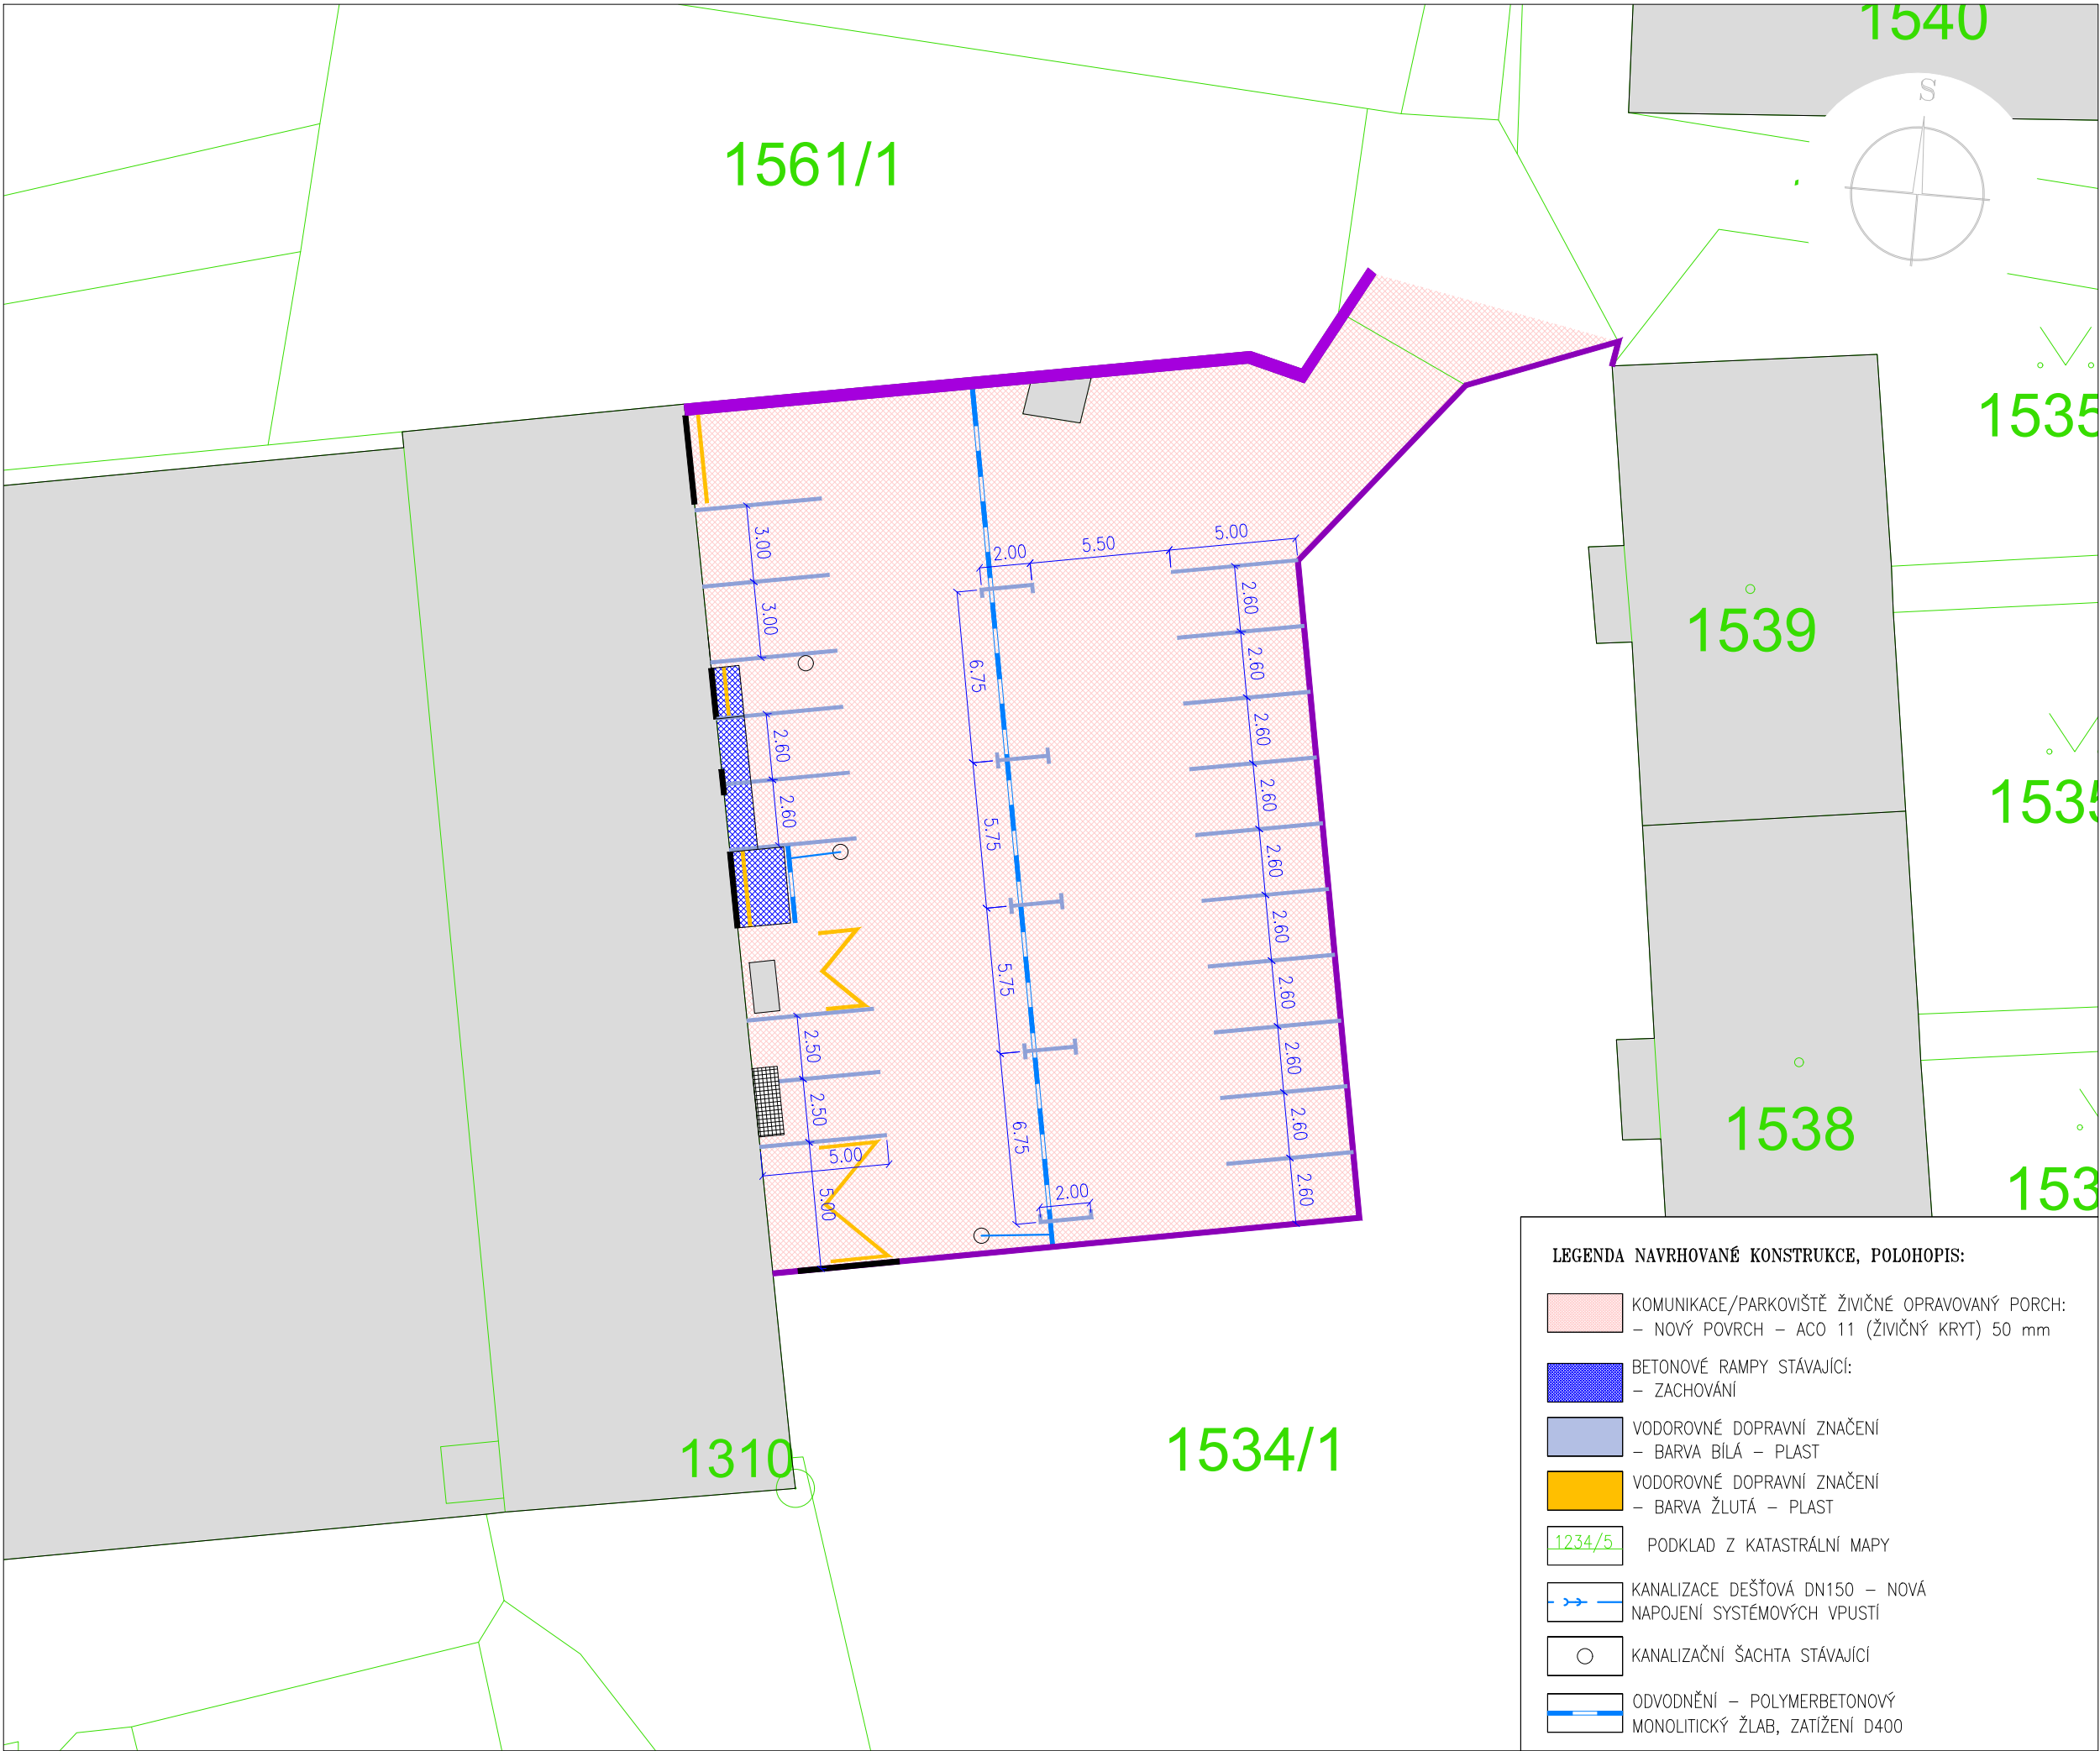 1540
S
1561/1
1535
3.00
3.00
2.00
5.50
5.00
2.60
2.60
2.60
2.60
2.60
2.60
2.60
2.60
2.60
2.60
6.75
5.75
5.75
6.75
2.60
2.60
2.50
2.50
5.00
5.00
2.00
1539
1535
1538
153
1310
1534/1
LEGENDA NAVRHOVANÉ KONSTRUKCE, POLOHOPIS:
KOMUNIKACE/PARKOVIŠTĚ ŽIVIČNÉ OPRAVOVANÝ PORCH:
– NOVÝ POVRCH – ACO 11 (ŽIVIČNÝ KRYT) 50 mm
BETONOVÉ RAMPY STÁVAJÍCÍ:
– ZACHOVÁNÍ
VODOROVNÉ DOPRAVNÍ ZNAČENÍ
– BARVA BÍLÁ – PLAST
VODOROVNÉ DOPRAVNÍ ZNAČENÍ
– BARVA ŽLUTÁ – PLAST
1234/5 PODKLAD Z KATASTRÁLNÍ MAPY
KANALIZACE DEŠŤOVÁ DN150 – NOVÁ
NAPOJENÍ SYSTÉMOVÝCH VPUSTÍ
KANALIZAČNÍ ŠACHTA STÁVAJÍCÍ
ODVODNĚNÍ – POLYMERBETONOVÝ
MONOLITICKÝ ŽLAB, ZATÍŽENÍ D400